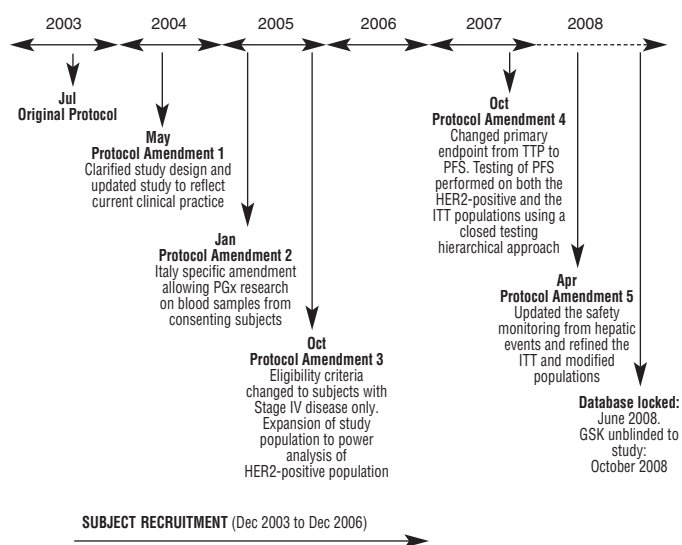 2003 2004 2005 2006 2007 2008
Jul
Original Protocol
May
Protocol Amendment 1
Clarified study design and
updated study to reflect
current clinical practice
Jan
Protocol Amendment 2
Italy specific amendment
allowing PGx research
on blood samples from
consenting subjects
Oct
Protocol Amendment 3
Eligibility criteria
changed to subjects with
Stage IV disease only.
Expansion of study
population to power
analysis of
HER2-positive population
Oct
Protocol Amendment 4
Changed primary
endpoint from TTP to
PFS. Testing of PFS
performed on both the
HER2-positive and the
ITT populations using a
closed testing
hierarchical approach
Apr
Protocol Amendment 5
Updated the safety
monitoring from hepatic
events and refined the
ITT and modified
populations
Database locked:
June 2008.
GSK unblinded to
study:
October 2008
SUBJECT RECRUITMENT (Dec 2003 to Dec 2006)